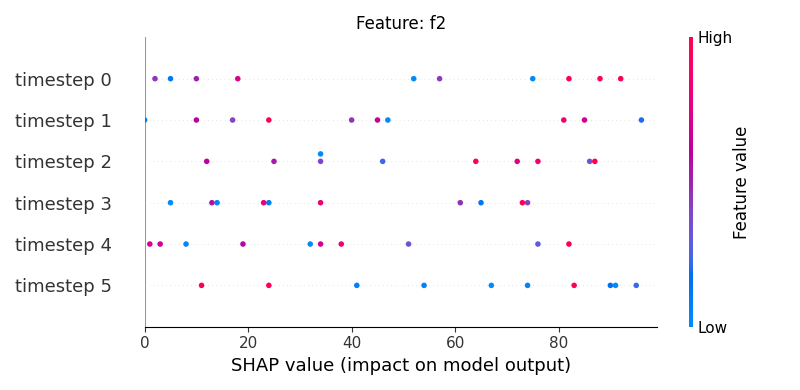 Feature: f2
High
timestep 0
timestep 1
timestep 2
timestep 3
timestep 4
timestep 5
Feature value
Low
0 20 40 60 80
SHAP value (impact on model output)